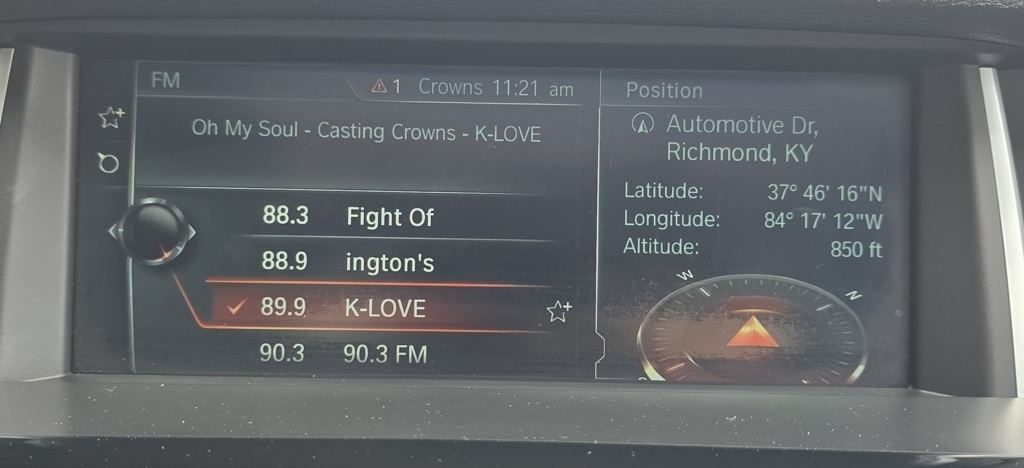 FM
1 Crowns 11:21 am
Oh My Soul - Casting Crowns - K-LOVE
88.3 Fight Of
88.9 ington's
89.9 K-LOVE
90.3 90.3 FM
Position
Automotive Dr,
Richmond, KY
Latitude: 37° 46' 16"N
Longitude: 84° 17' 12"W
Altitude: 850 ft
W
N